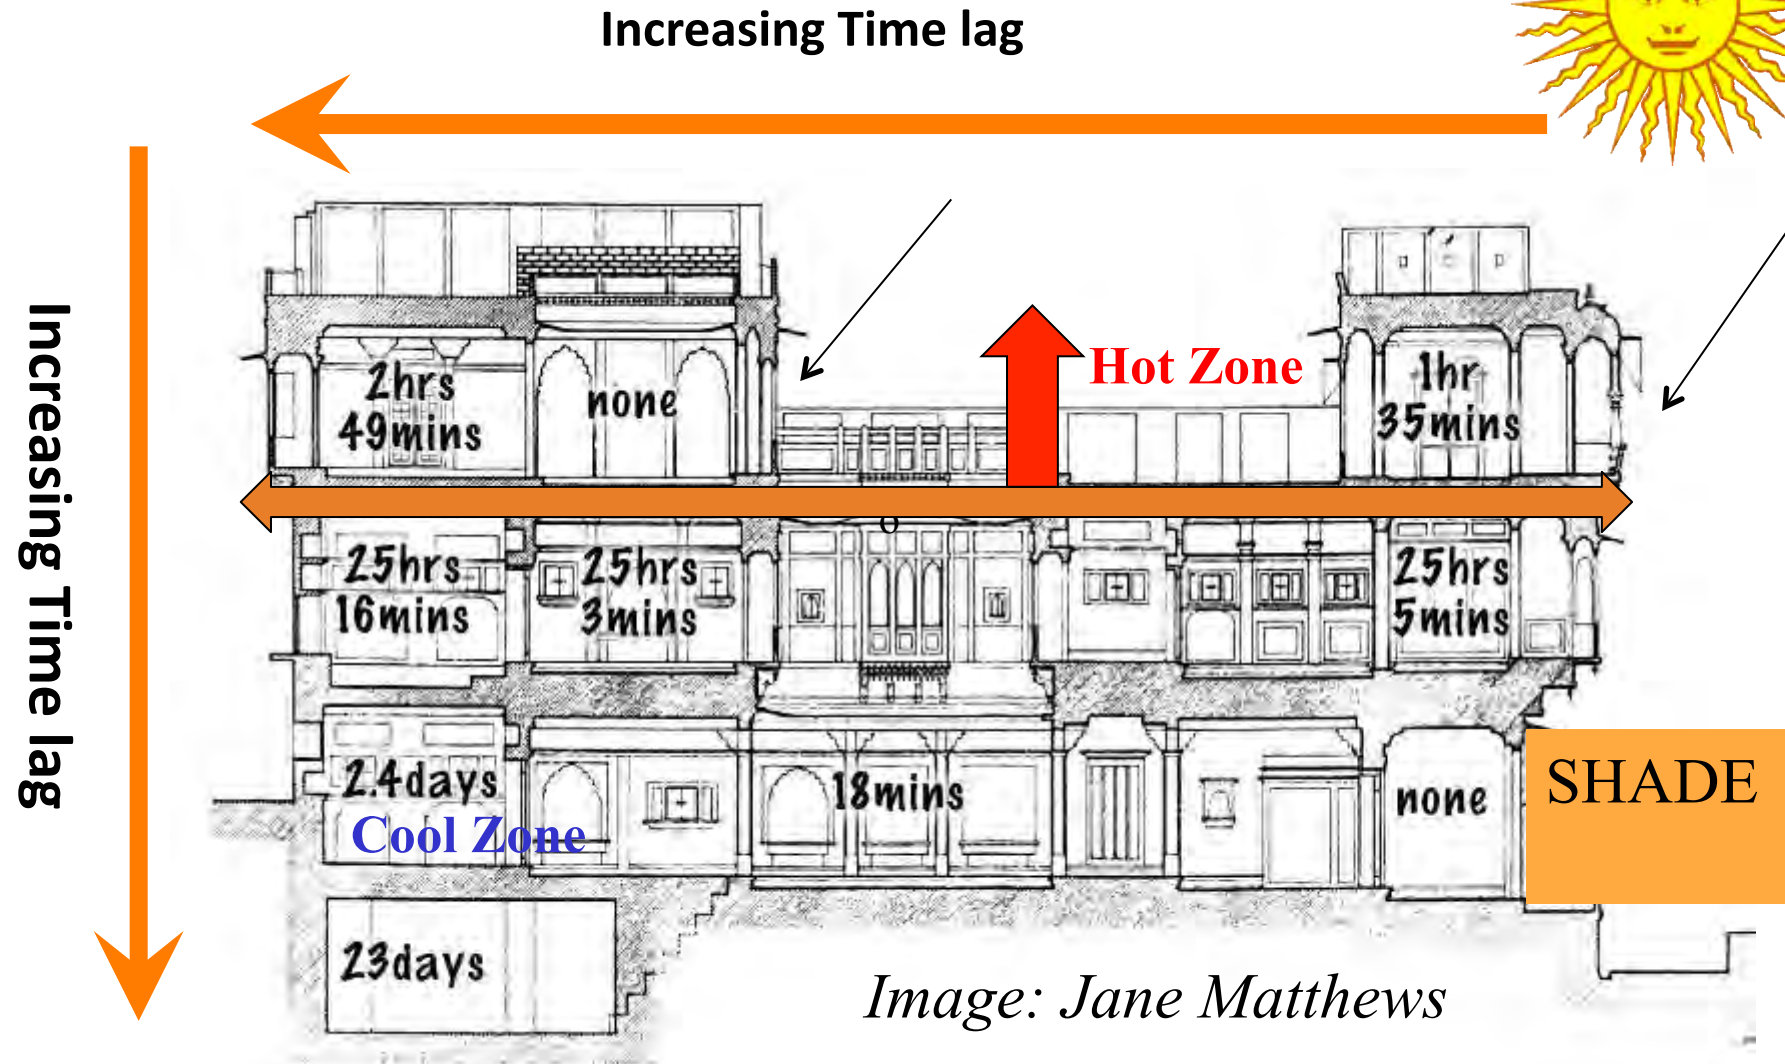 Increasing Time lag
Increasing Time lag
Hot Zone
2hrs
49mins
none
1hr
35mins
o
25hrs
16mins
25hrs
3mins
25hrs
5mins
2.4days
Cool Zone
18mins
none
SHADE
23days
Image: Jane Matthews